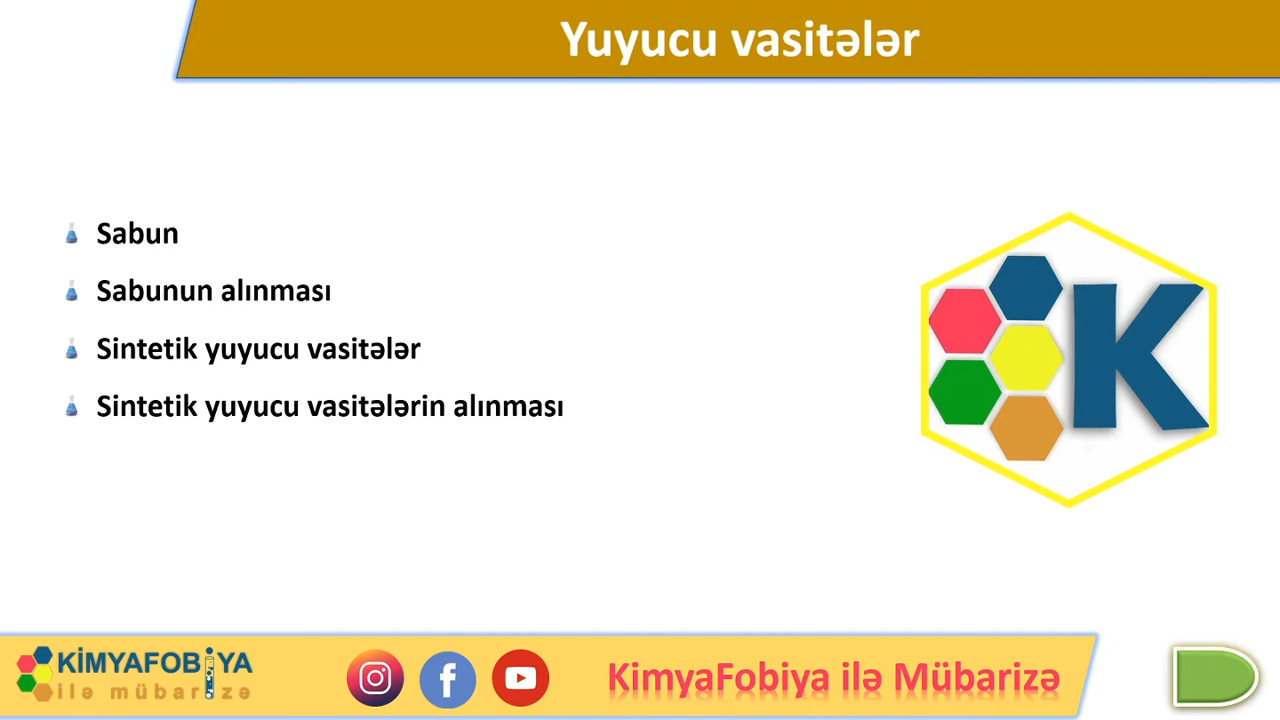 Yuyucu vasitələr
Sabun
Sabunun alınması
Sintetik yuyucu vasitələr
Sintetik yuyucu vasitələrin alınması
K
KİMYAFOBİYA
ilə mübarizə
KimyaFobiya ilə Mübarizə